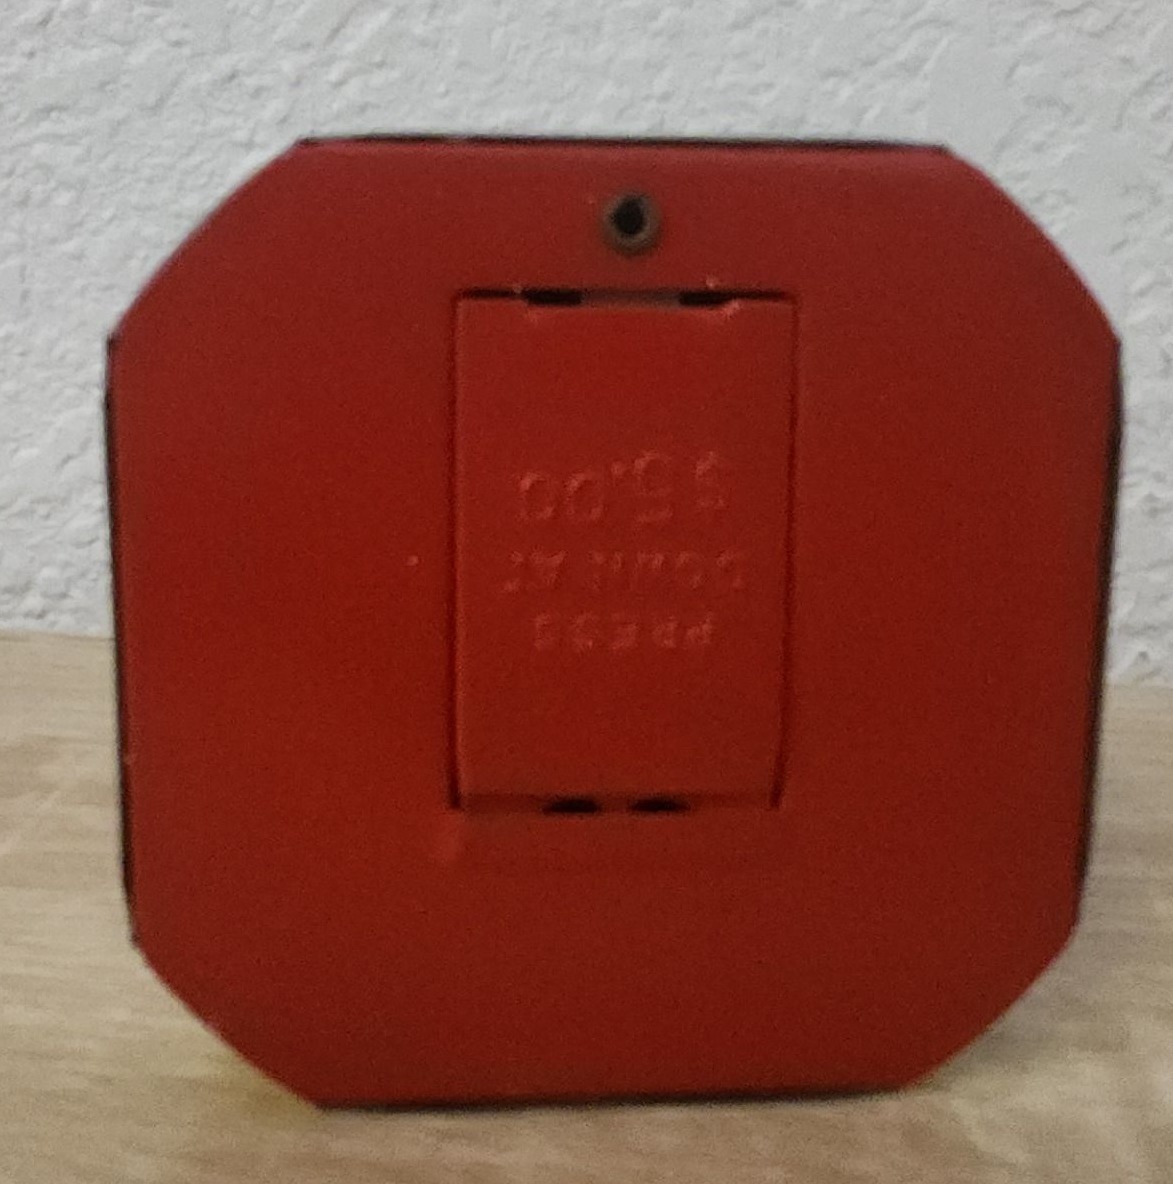 PRESS
DOWN AT
$5.00